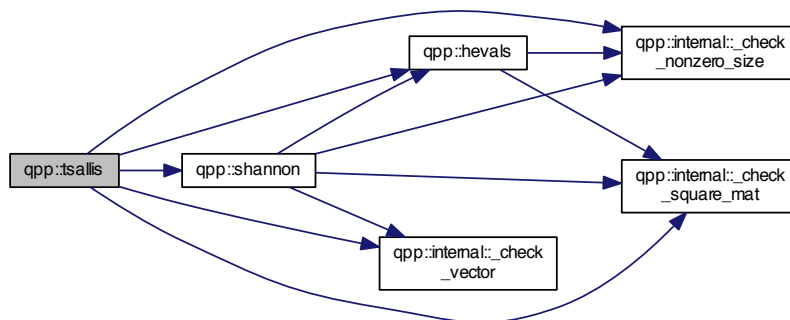 qpp::tsallis
qpp::shannon
qpp::hevals
qpp::internal::_check
_vector
qpp::internal::_check
_nonzero_size
qpp::internal::_check
_square_mat